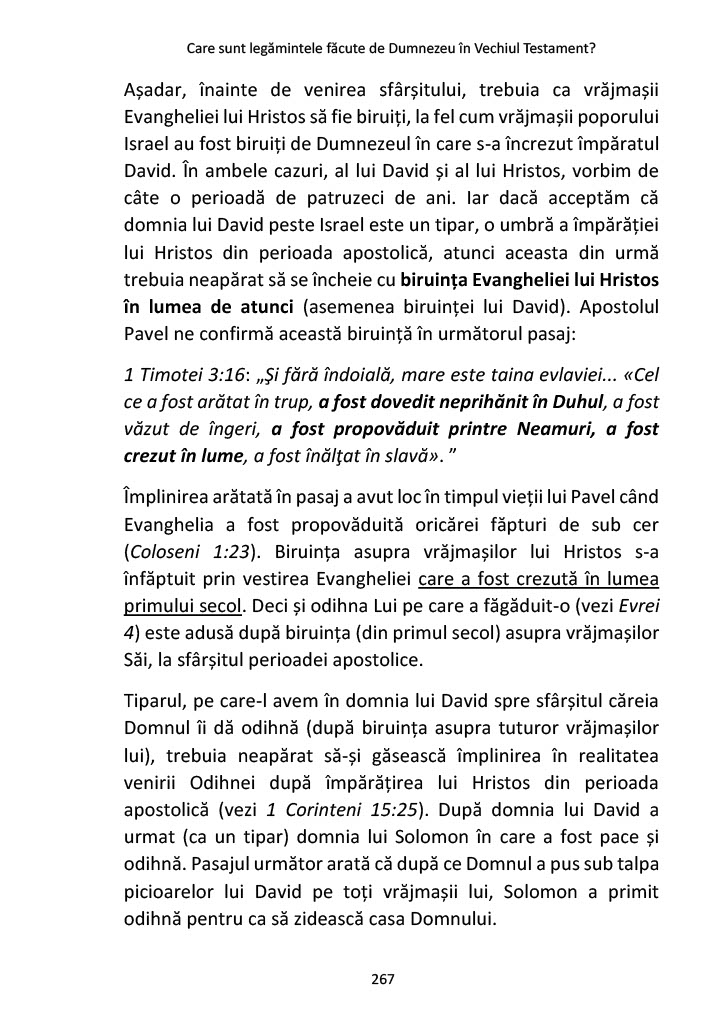 Care sunt legămintele făcute de Dumnezeu în Vechiul Testament?
Așadar, înainte de venirea sfârșitului, trebuia ca vrăjmașii
Evangheliei lui Hristos să fie biruiți, la fel cum vrăjmașii poporului
Israel au fost biruiți de Dumnezeul în care s-a încrezut împăratul
David. În ambele cazuri, al lui David și al lui Hristos, vorbim de
câte o perioadă de patruzeci de ani. Iar dacă acceptăm că
domnia lui David peste Israel este un tipar, o umbră a împărăției
lui Hristos din perioada apostolică, atunci aceasta din urmă
trebuia neapărat să se încheie cu biruința Evangheliei lui Hristos
în lumea de atunci (asemenea biruinței lui David). Apostolul
Pavel ne confirmă această biruință în următorul pasaj:
1 Timotei 3:16: „Şi fără îndoială, mare este taina evlaviei... «Cel
ce a fost arătat în trup, a fost dovedit neprihănit în Duhul, a fost
văzut de îngeri, a fost propovăduit printre Neamuri, a fost
crezut în lume, a fost înălţat în slavă». ”
Împlinirea arătată în pasaj a avut loc în timpul vieții lui Pavel când
Evanghelia a fost propovăduită oricărei făpturi de sub cer
(Coloseni 1:23). Biruința asupra vrăjmașilor lui Hristos s-a
înfăptuit prin vestirea Evangheliei care a fost crezută în lumea
primului secol. Deci și odihna Lui pe care a făgăduit-o (vezi Evrei
4) este adusă după biruința (din primul secol) asupra vrăjmașilor
Săi, la sfârșitul perioadei apostolice.
Tiparul, pe care-l avem în domnia lui David spre sfârșitul căreia
Domnul îi dă odihnă (după biruința asupra tuturor vrăjmașilor
lui), trebuia neapărat să-și găsească împlinirea în realitatea
venirii Odihnei după împărățirea lui Hristos din perioada
apostolică (vezi 1 Corinteni 15:25). După domnia lui David a
urmat (ca un tipar) domnia lui Solomon în care a fost pace și
odihnă. Pasajul următor arată că după ce Domnul a pus sub talpa
picioarelor lui David pe toți vrăjmașii lui, Solomon a primit
odihnă pentru ca să zidească casa Domnului.
267